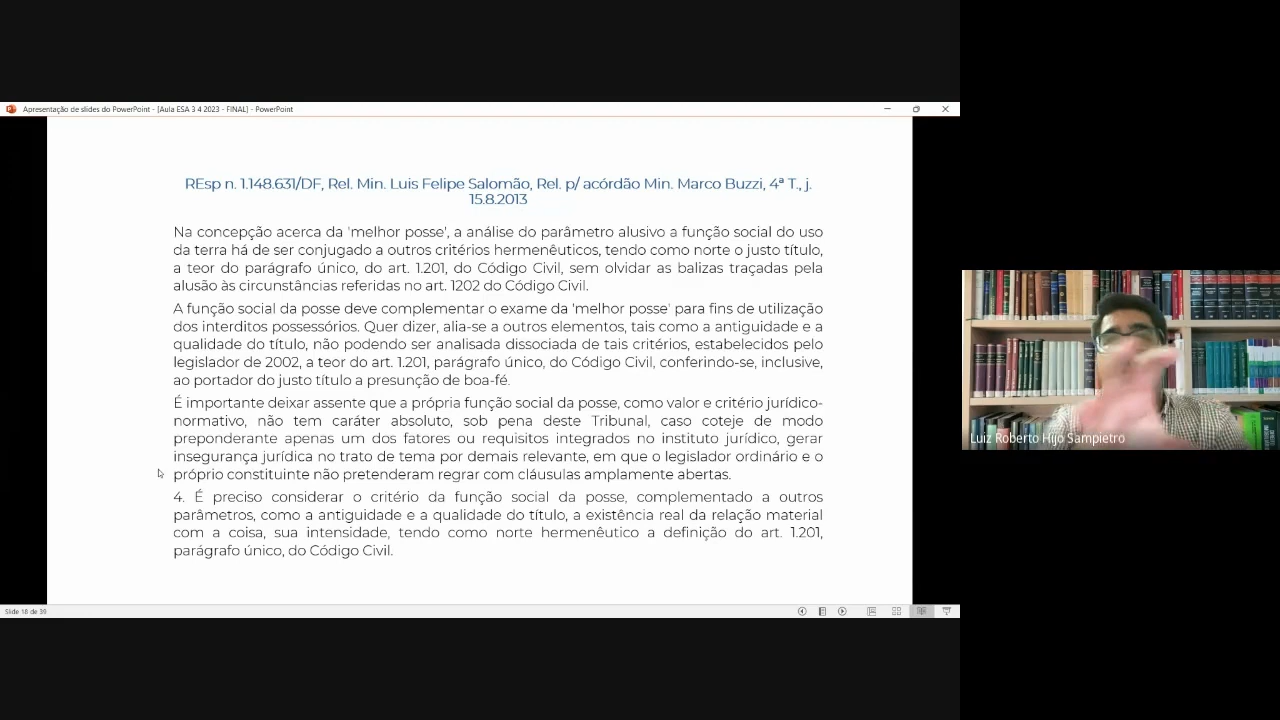 Apresentação de slides do PowerPoint - [Aula ESA 3 4 2023 - FINAL] - PowerPoint
REsp n. 1.148.631/DF, Rel. Min. Luis Felipe Salomão, Rel. p/ acórdão Min. Marco Buzzi, 4ª T., j.
15.8.2013
Na concepção acerca da 'melhor posse', a análise do parâmetro alusivo a função social do uso
da terra há de ser conjugado a outros critérios hermenêuticos, tendo como norte o justo título,
a teor do parágrafo único, do art. 1.201, do Código Civil, sem olvidar as balizas traçadas pela
alusão às circunstâncias referidas no art. 1202 do Código Civil.
A função social da posse deve complementar o exame da 'melhor posse' para fins de utilização
dos interditos possessórios. Quer dizer, alia-se a outros elementos, tais como a antiguidade e a
qualidade do título, não podendo ser analisada dissociada de tais critérios, estabelecidos pelo
legislador de 2002, a teor do art. 1.201, parágrafo único, do Código Civil, conferindo-se, inclusive,
ao portador do justo título a presunção de boa-fé.
É importante deixar assente que a própria função social da posse, como valor e critério jurídico-
normativo, não tem caráter absoluto, sob pena deste Tribunal, caso coteje de modo
preponderante apenas um dos fatores ou requisitos integrados no instituto jurídico, gerar
insegurança jurídica no trato de tema por demais relevante, em que o legislador ordinário e o
próprio constituinte não pretenderam regrar com cláusulas amplamente abertas.
4. É preciso considerar o critério da função social da posse, complementado a outros
parâmetros, como a antiguidade e a qualidade do título, a existência real da relação material
com a coisa, sua intensidade, tendo como norte hermenêutico a definição do art. 1.201,
parágrafo único, do Código Civil.
Slide 18 de 39
Luiz Roberto Hijo Sampietro